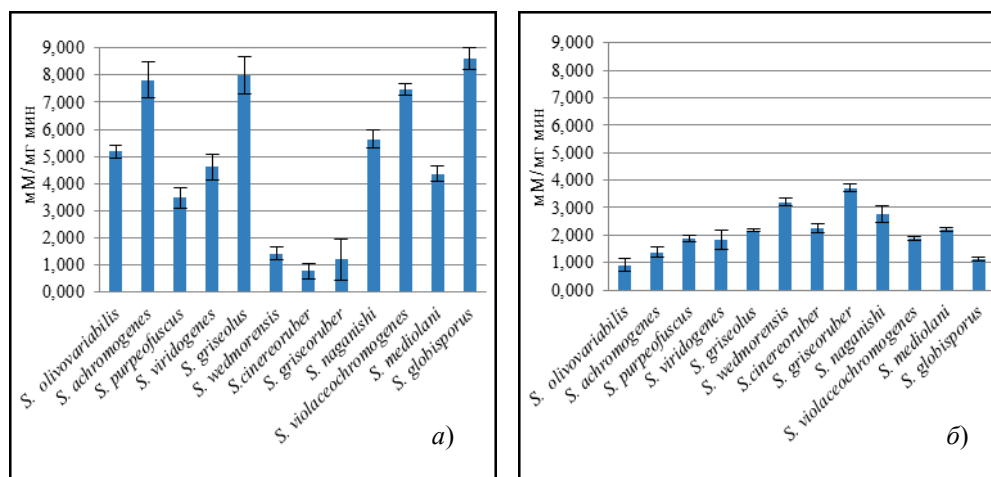 9,000
8,000
7,000
6,000
5,000
4,000
3,000
2,000
1,000
0,000
мМ/мг мин
S. olivovariabilis
S. achromogenes
S. purpeofuscus
S. viridogenes
S. griseolus
S. wedmorensis
S.cinereoruber
S. griseoruber
S. naganishi
S. violaceochromogenes
S. mediolani
S. globisporus
а)
9,000
8,000
7,000
6,000
5,000
4,000
3,000
2,000
1,000
0,000
мМ/мг мин
S. olivovariabilis
S. achromogenes
S. purpeofuscus
S. viridogenes
S. griseolus
S. wedmorensis
S.cinereoruber
S. griseoruber
S. naganishi
S. violaceochromogenes
S. mediolani
S. globisporus
б)